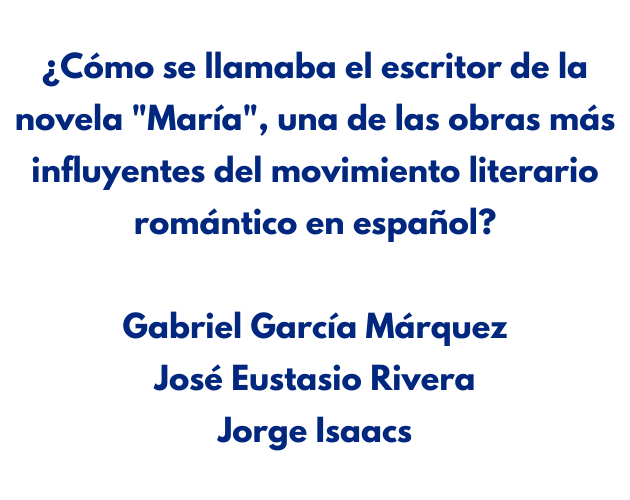 ¿Cómo se llamaba el escritor de la
novela "María", una de las obras más
influyentes del movimiento literario
romántico en español?
Gabriel García Márquez
José Eustasio Rivera
Jorge Isaacs